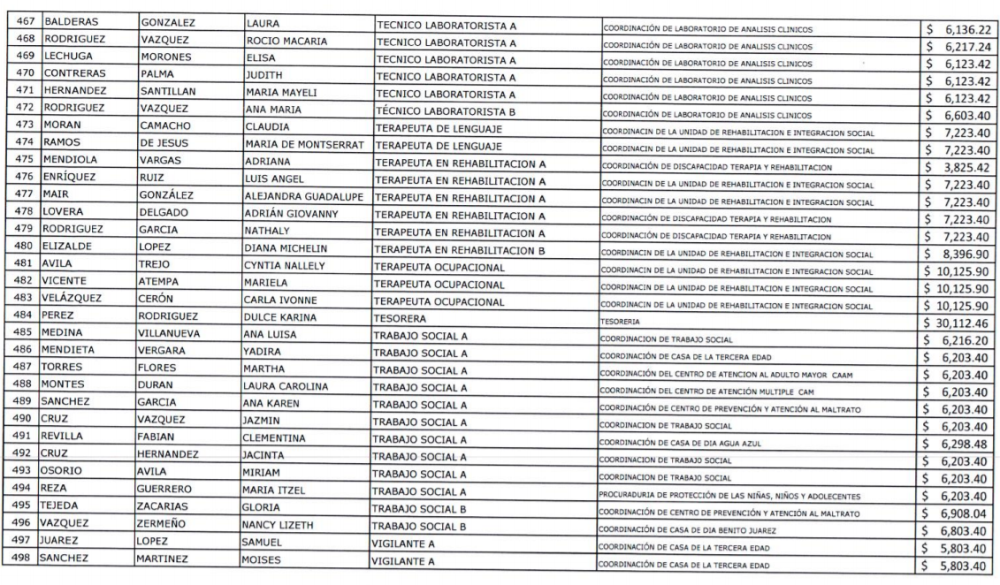 467 BALDERAS GONZALEZ LAURA TECNICO LABORATORISTA A COORDINACIÓN DE LABORATORIO DE ANALISIS CLINICOS $ 6,136.22
468 RODRIGUEZ VAZQUEZ ROCIO MACARIA TECNICO LABORATORISTA A COORDINACIÓN DE LABORATORIO DE ANALISIS CLINICOS $ 6,217.24
469 LECHUGA MORONES ELISA TECNICO LABORATORISTA A COORDINACIÓN DE LABORATORIO DE ANALISIS CLINICOS $ 6,123.42
470 CONTRERAS PALMA JUDITH TECNICO LABORATORISTA A COORDINACIÓN DE LABORATORIO DE ANALISIS CLINICOS $ 6,123.42
471 HERNANDEZ SANTILLAN MARIA MAYELI TECNICO LABORATORISTA A COORDINACIÓN DE LABORATORIO DE ANALISIS CLINICOS $ 6,123.42
472 RODRIGUEZ VAZQUEZ ANA MARIA TÉCNICO LABORATORISTA B COORDINACIÓN DE LABORATORIO DE ANALISIS CLINICOS $ 6,603.40
473 MORAN CAMACHO CLAUDIA TERAPEUTA DE LENGUAJE COORDINACIN DE LA UNIDAD DE REHABILITACION E INTEGRACION SOCIAL $ 7,223.40
474 RAMOS DE JESUS MARIA DE MONTSERRAT TERAPEUTA DE LENGUAJE COORDINACIN DE LA UNIDAD DE REHABILITACION E INTEGRACION SOCIAL $ 7,223.40
475 MENDIOLA VARGAS ADRIANA TERAPEUTA EN REHABILITACION A COORDINACIÓN DE DISCAPACIDAD TERAPIA Y REHABILITACION $ 3,825.42
476 ENRÍQUEZ RUIZ LUIS ANGEL TERAPEUTA EN REHABILITACION A COORDINACIN DE LA UNIDAD DE REHABILITACION E INTEGRACION SOCIAL $ 7,223.40
477 MAIR GONZÁLEZ ALEJANDRA GUADALUPE TERAPEUTA EN REHABILITACION A COORDINACIN DE LA UNIDAD DE REHABILITACION E INTEGRACION SOCIAL $ 7,223.40
478 LOVERA DELGADO ADRIÁN GIOVANNY TERAPEUTA EN REHABILITACION A COORDINACIÓN DE DISCAPACIDAD TERAPIA Y REHABILITACION $ 7,223.40
479 RODRIGUEZ GARCIA NATHALY TERAPEUTA EN REHABILITACION A COORDINACIÓN DE DISCAPACIDAD TERAPIA Y REHABILITACION $ 7,223.40
480 ELIZALDE LOPEZ DIANA MICHELIN TERAPEUTA EN REHABILITACION B COORDINACIN DE LA UNIDAD DE REHABILITACION E INTEGRACION SOCIAL $ 8,396.90
481 AVILA TREJO CYNTIA NALLELY TERAPEUTA OCUPACIONAL COORDINACIN DE LA UNIDAD DE REHABILITACION E INTEGRACION SOCIAL $ 10,125.90
482 VICENTE ATEMPA MARIELA TERAPEUTA OCUPACIONAL COORDINACIN DE LA UNIDAD DE REHABILITACION E INTEGRACION SOCIAL $ 10,125.90
483 VELÁZQUEZ CERÓN CARLA IVONNE TERAPEUTA OCUPACIONAL COORDINACIN DE LA UNIDAD DE REHABILITACION E INTEGRACION SOCIAL $ 10,125.90
484 PEREZ RODRIGUEZ DULCE KARINA TESORERA TESORERIA $ 30,112.46
485 MEDINA VILLANUEVA ANA LUISA TRABAJO SOCIAL A COORDINACION DE TRABAJO SOCIAL $ 6,216.20
486 MENDIETA VERGARA YADIRA TRABAJO SOCIAL A COORDINACIÓN DE CASA DE LA TERCERA EDAD $ 6,203.40
487 TORRES FLORES MARTHA TRABAJO SOCIAL A COORDINACIÓN DEL CENTRO DE ATENCION AL ADULTO MAYOR CAAM $ 6,203.40
488 MONTES DURAN LAURA CAROLINA TRABAJO SOCIAL A COORDINACIÓN DEL CENTRO DE ATENCIÓN MULTIPLE CAM $ 6,203.40
489 SANCHEZ GARCIA ANA KAREN TRABAJO SOCIAL A COORDINACIÓN DE CENTRO DE PREVENCIÓN Y ATENCIÓN AL MALTRATO $ 6,203.40
490 CRUZ VAZQUEZ JAZMIN TRABAJO SOCIAL A COORDINACION DE TRABAJO SOCIAL $ 6,203.40
491 REVILLA FABIAN CLEMENTINA TRABAJO SOCIAL A COORDINACIÓN DE CASA DE DIA AGUA AZUL $ 6,298.48
492 CRUZ HERNANDEZ JACINTA TRABAJO SOCIAL A COORDINACION DE TRABAJO SOCIAL $ 6,203.40
493 OSORIO AVILA MIRIAM TRABAJO SOCIAL A COORDINACION DE TRABAJO SOCIAL $ 6,203.40
494 REZA GUERRERO MARIA ITZEL TRABAJO SOCIAL A PROCURADURIA DE PROTECCIÓN DE LAS NIÑAS, NIÑOS Y ADOLECENTES $ 6,203.40
495 TEJEDA ZACARIAS GLORIA TRABAJO SOCIAL B COORDINACIÓN DE CENTRO DE PREVENCIÓN Y ATENCIÓN AL MALTRATO $ 6,908.04
496 VAZQUEZ ZERMEÑO NANCY LIZETH TRABAJO SOCIAL B COORDINACIÓN DE CASA DE DIA BENITO JUAREZ $ 6,803.40
497 JUAREZ LOPEZ SAMUEL VIGILANTE A COORDINACIÓN DE CASA DE LA TERCERA EDAD $ 5,803.40
498 SANCHEZ MARTINEZ MOISES VIGILANTE A COORDINACIÓN DE CASA DE LA TERCERA EDAD $ 5,803.40